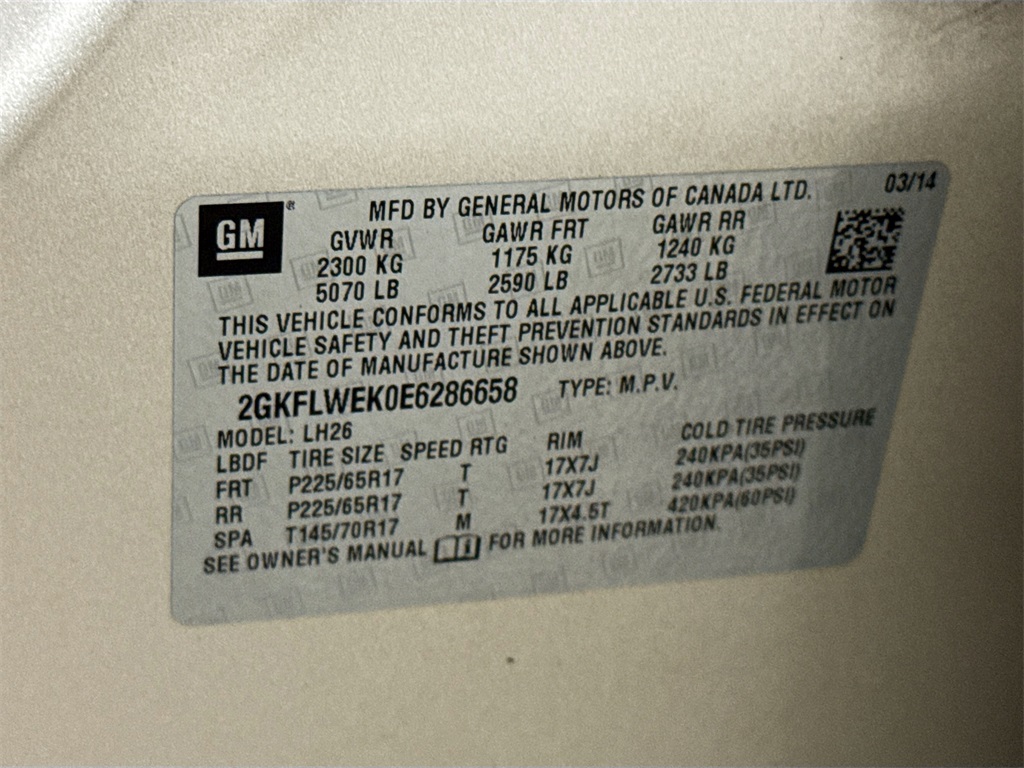 GM®
MFD BY GENERAL MOTORS OF CANADA LTD. 03/14
GVWR GAWR FRT GAWR RR
2300 KG 1175 KG 1240 KG
5070 LB 2590 LB 2733 LB
THIS VEHICLE CONFORMS TO ALL APPLICABLE U.S. FEDERAL MOTOR
VEHICLE SAFETY AND THEFT PREVENTION STANDARDS IN EFFECT ON
THE DATE OF MANUFACTURE SHOWN ABOVE.
2GKFLWEK0E6286658 TYPE: M.P.V.
MODEL: LH26
LBDF TIRE SIZE SPEED RTG RIM COLD TIRE PRESSURE
FRT P225/65R17 T 17X7J 240KPA(35PSI)
RR P225/65R17 T 17X7J 240KPA(35PSI)
SPA T145/70R17 M 17X4.5T 420KPA(60PSI)
SEE OWNER'S MANUAL FOR MORE INFORMATION.